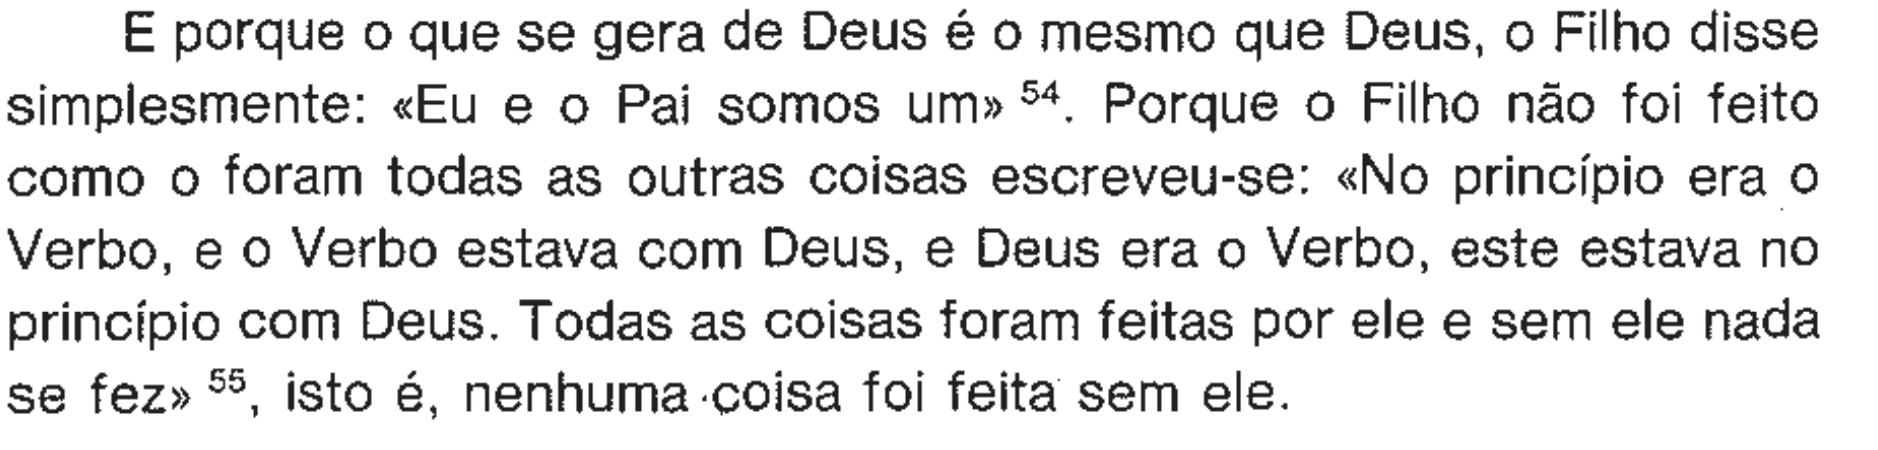 E porque o que se gera de Deus é o mesmo que Deus, o Filho disse
simplesmente: «Eu e o Pai somos um» 54. Porque o Filho não foi feito
como o foram todas as outras coisas escreveu-se: «No princípio era o
Verbo, e o Verbo estava com Deus, e Deus era o Verbo, este estava no
princípio com Deus. Todas as coisas foram feitas por ele e sem ele nada
se fez» 55, isto é, nenhuma coisa foi feita sem ele.